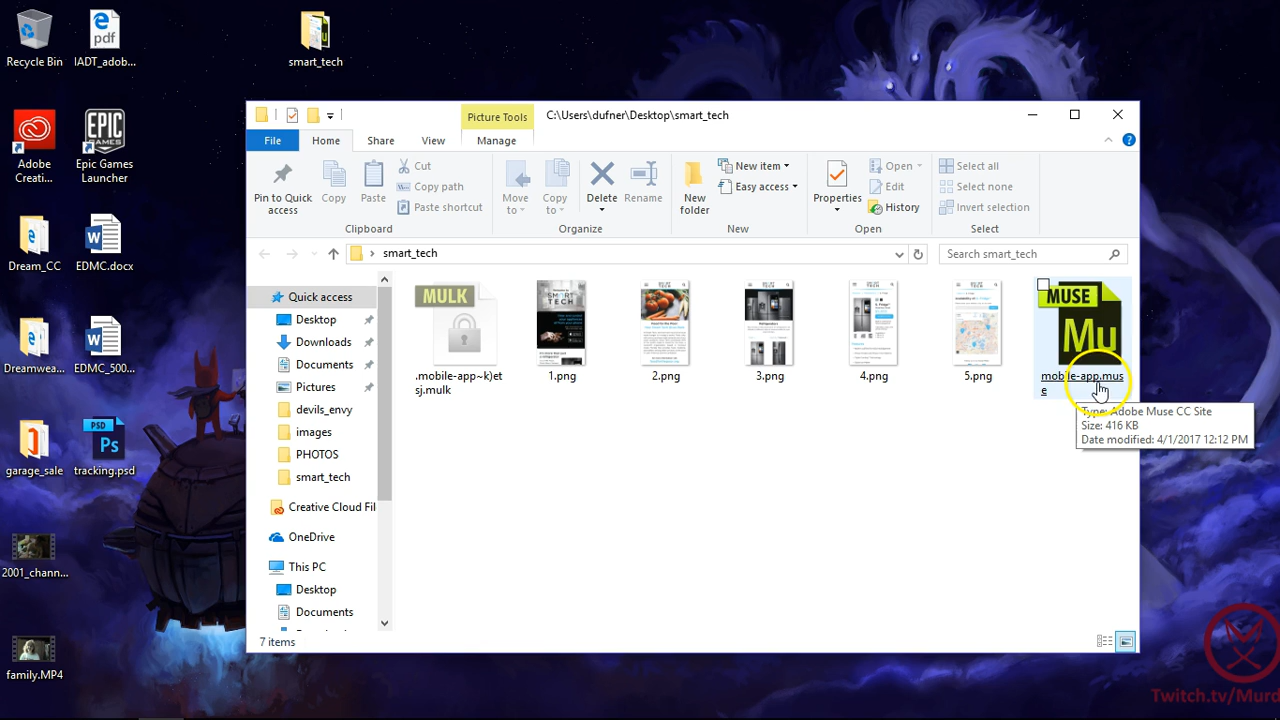 Recycle Bin
IADT_adob...
smart_tech
Adobe
Creati...
Epic Games
Launcher
Dream_CC
EDMC.docx
Dreamwea...
EDMC_500...
garage_sale
tracking.psd
2001_chann...
family.MP4
Picture Tools
C:\Users\dufner\Desktop\smart_tech
File
Home
Share
View
Manage
Pin to Quick
access
Copy
Paste
Cut
Copy path
Paste shortcut
Clipboard
Move
to
Copy
to
Delete
Rename
Organize
New
folder
New item
Easy access
New
Properties
Open
Edit
History
Open
Select all
Select none
Invert selection
Select
smart_tech
Search smart_tech
Quick access
Desktop
Downloads
Documents
Pictures
devils_envy
images
PHOTOS
smart_tech
Creative Cloud Fil
OneDrive
This PC
Desktop
Documents
MULK
.mobile-app~k)et
sj.mulk
SMART
TECH
1.png
2.png
3.png
4.png
5.png
MUSE
Mu
mobile-app.mus
e
Type: Adobe Muse CC Site
Size: 416 KB
Date modified: 4/1/2017 12:12 PM
7 items
Twitch.tv/Murd